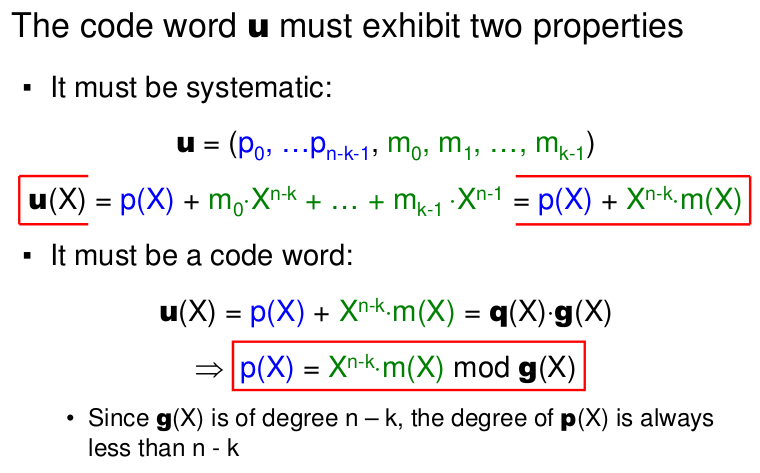 The code word u must exhibit two properties
▪ It must be systematic:
u = (p₀, …pₙ₋ₖ₋₁, m₀, m₁, …, mₖ₋₁)
u(X) = p(X) + m₀·Xⁿ⁻ᵏ + … + mₖ₋₁ ·Xⁿ⁻¹ = p(X) + Xⁿ⁻ᵏ·m(X)
▪ It must be a code word:
u(X) = p(X) + Xⁿ⁻ᵏ·m(X) = q(X)·g(X)
⇒ p(X) = Xⁿ⁻ᵏ·m(X) mod g(X)
• Since g(X) is of degree n – k, the degree of p(X) is always
less than n - k